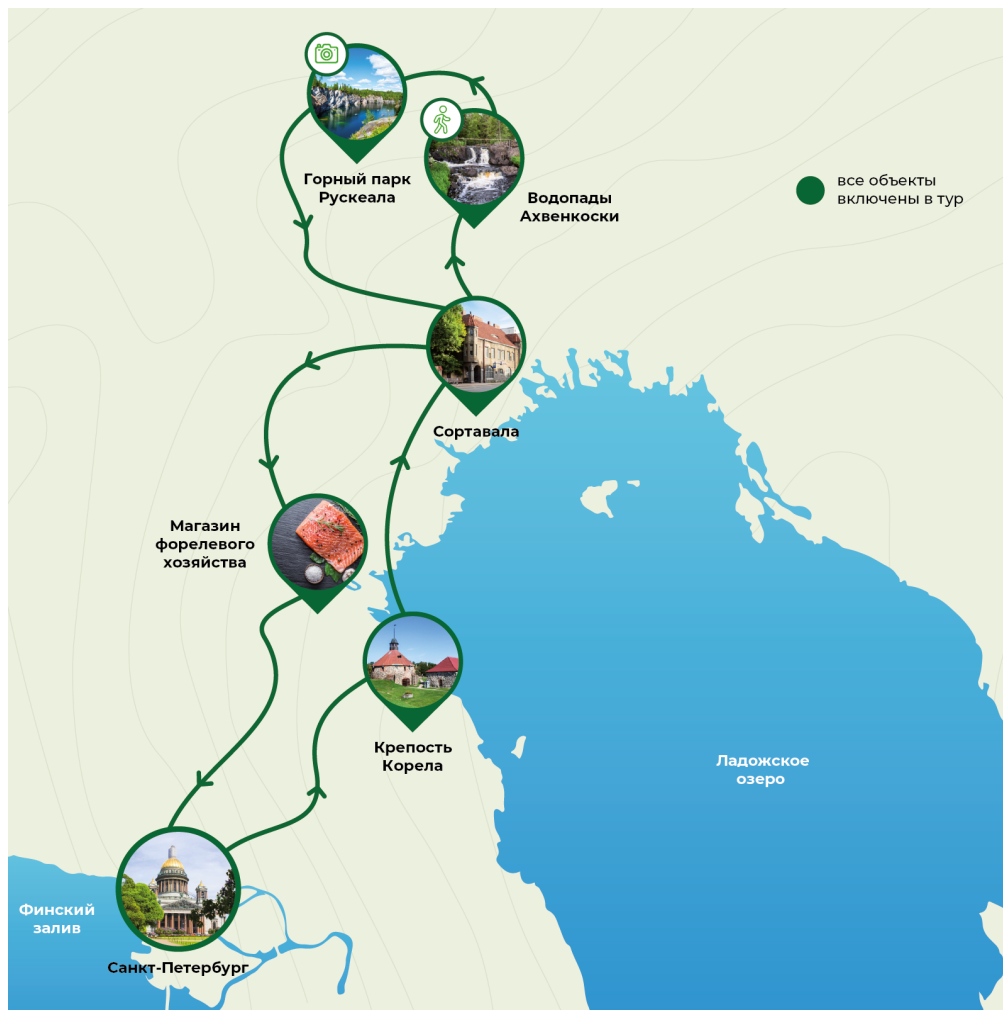 Горный парк
Рускеала
Водопады
Ахвенкоски
все объекты
включены в тур
Сортавала
Магазин
форелевого
хозяйства
Крепость
Корела
Ладожское
озеро
Финский
залив
Санкт-Петербург